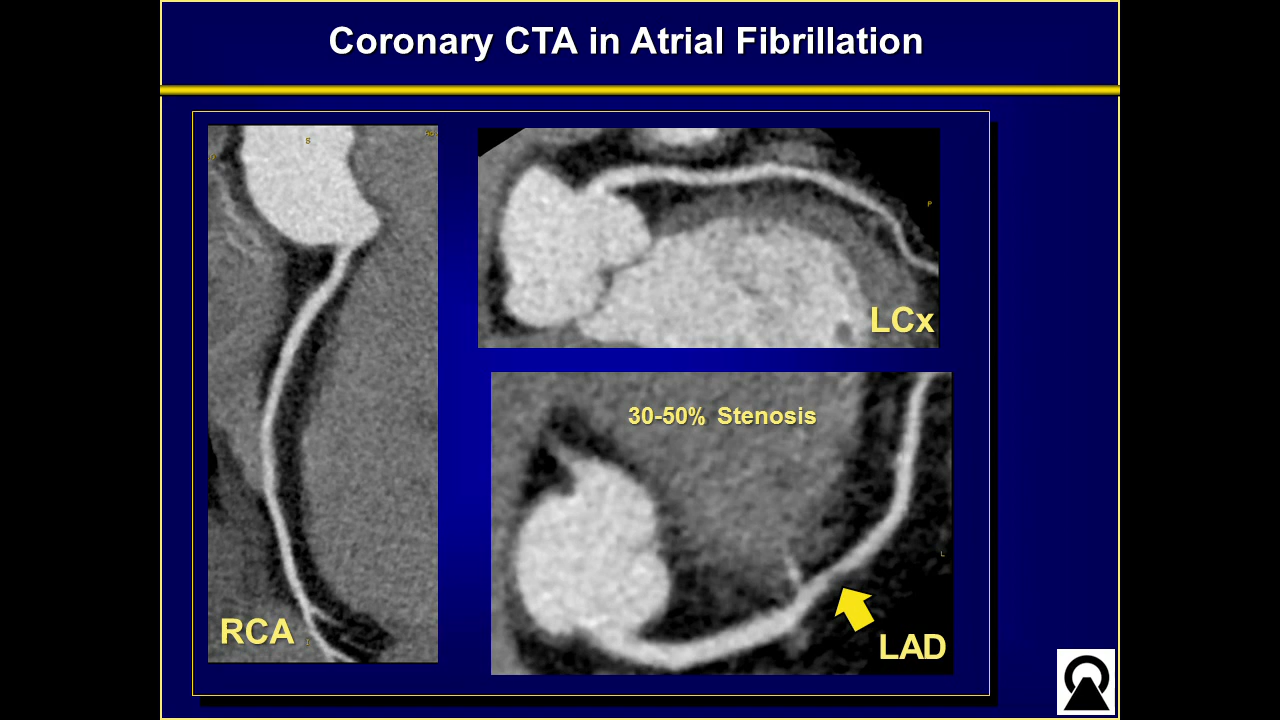 Coronary CTA in Atrial Fibrillation
RCA
LCx
30-50% Stenosis
LAD